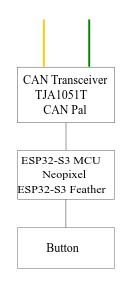 CAN Transceiver
TJA1051T
CAN Pal
ESP32-S3 MCU
Neopixel
ESP32-S3 Feather
Button